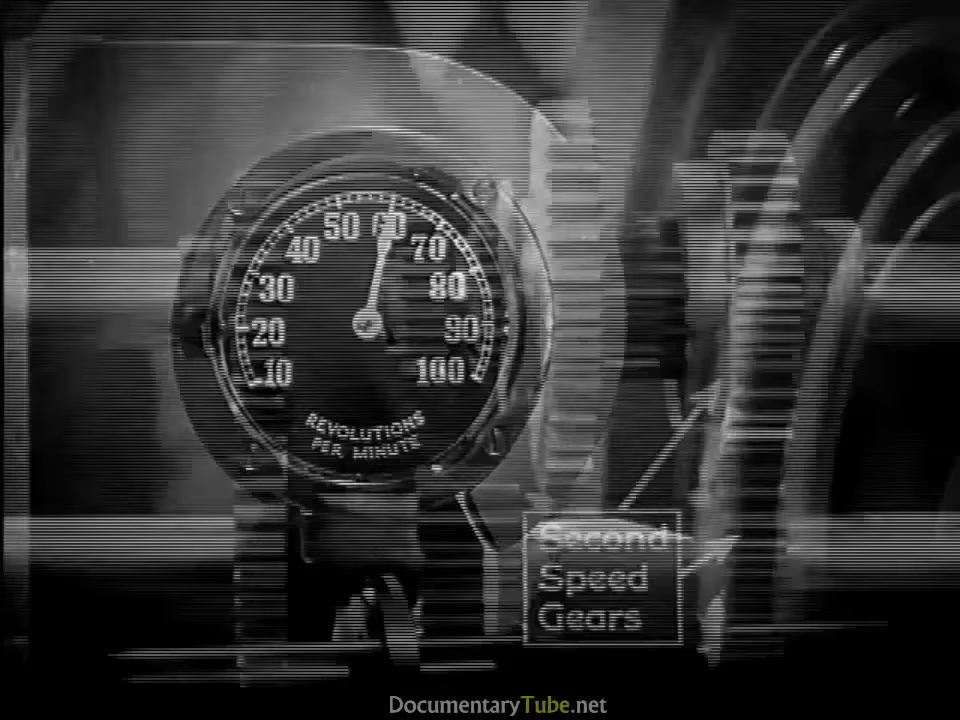 50 60
40 70
30 80
20 90
10 100
REVOLUTIONS
PER MINUTE
Second
Speed
Gears
DocumentaryTube.net